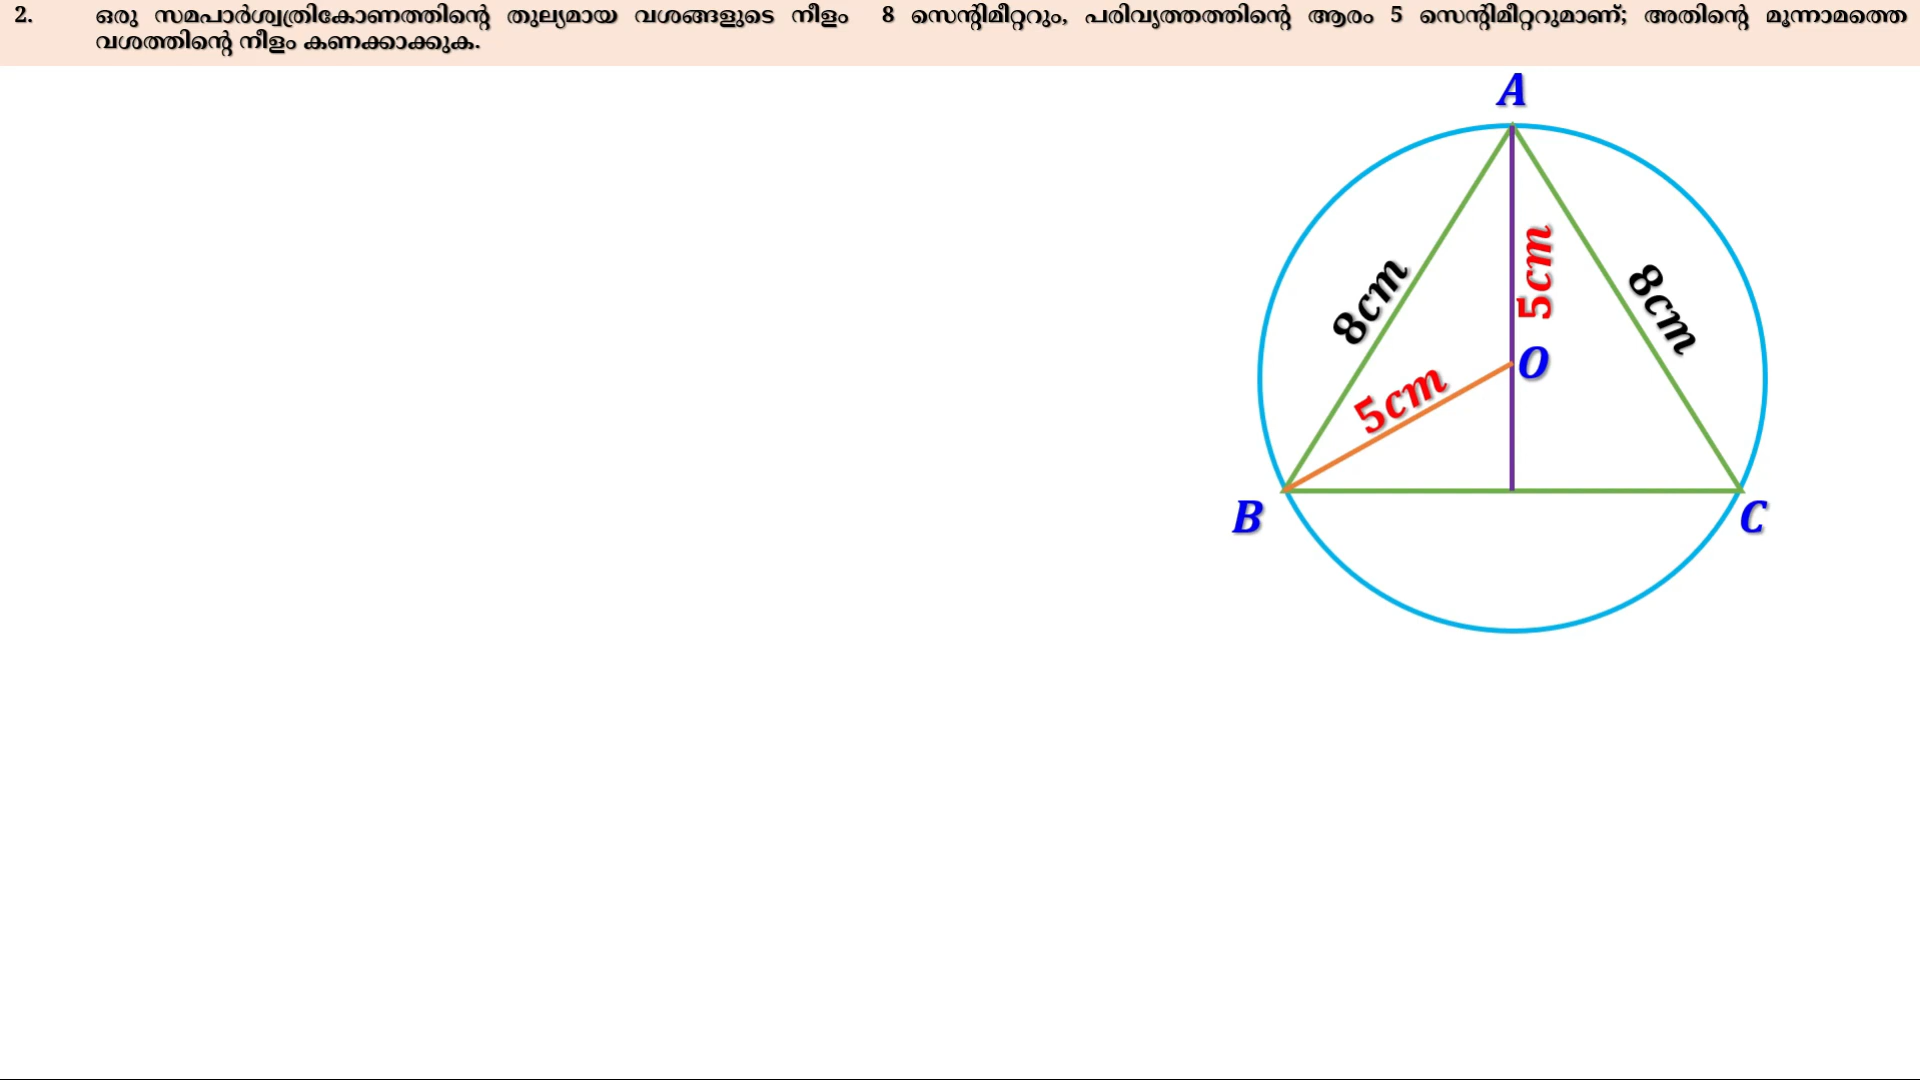 2. ഒരു സമപാർശ്വത്രികോണത്തിന്റെ തുല്യമായ വശങ്ങളുടെ നീളം 8 സെന്റിമീറ്ററും, പരിവൃത്തത്തിന്റെ ആരം 5 സെന്റിമീറ്ററുമാണ്; അതിന്റെ മൂന്നാമത്തെ
വശത്തിന്റെ നീളം കണക്കാക്കുക.
A
8cm
5cm
8cm
O
5cm
B
C